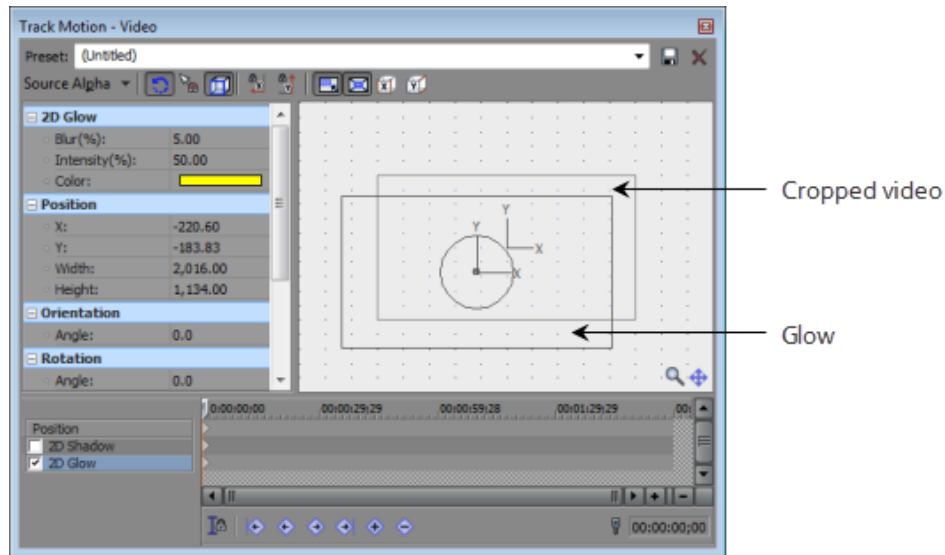 Track Motion - Video
Preset: (Untitled)
Source Alpha
2D Glow
Blur(%): 5.00
Intensity(%): 50.00
Color:
Position
X: -220.60
Y: -183.83
Width: 2,016.00
Height: 1,134.00
Orientation
Angle: 0.0
Rotation
Angle: 0.0
Y
Y
X
X
Cropped video
Glow
0:00:00;00 00:00:29;29 00:00:59;28 00:01:29;29 00:
Position
2D Shadow
2D Glow
00:00:00;00